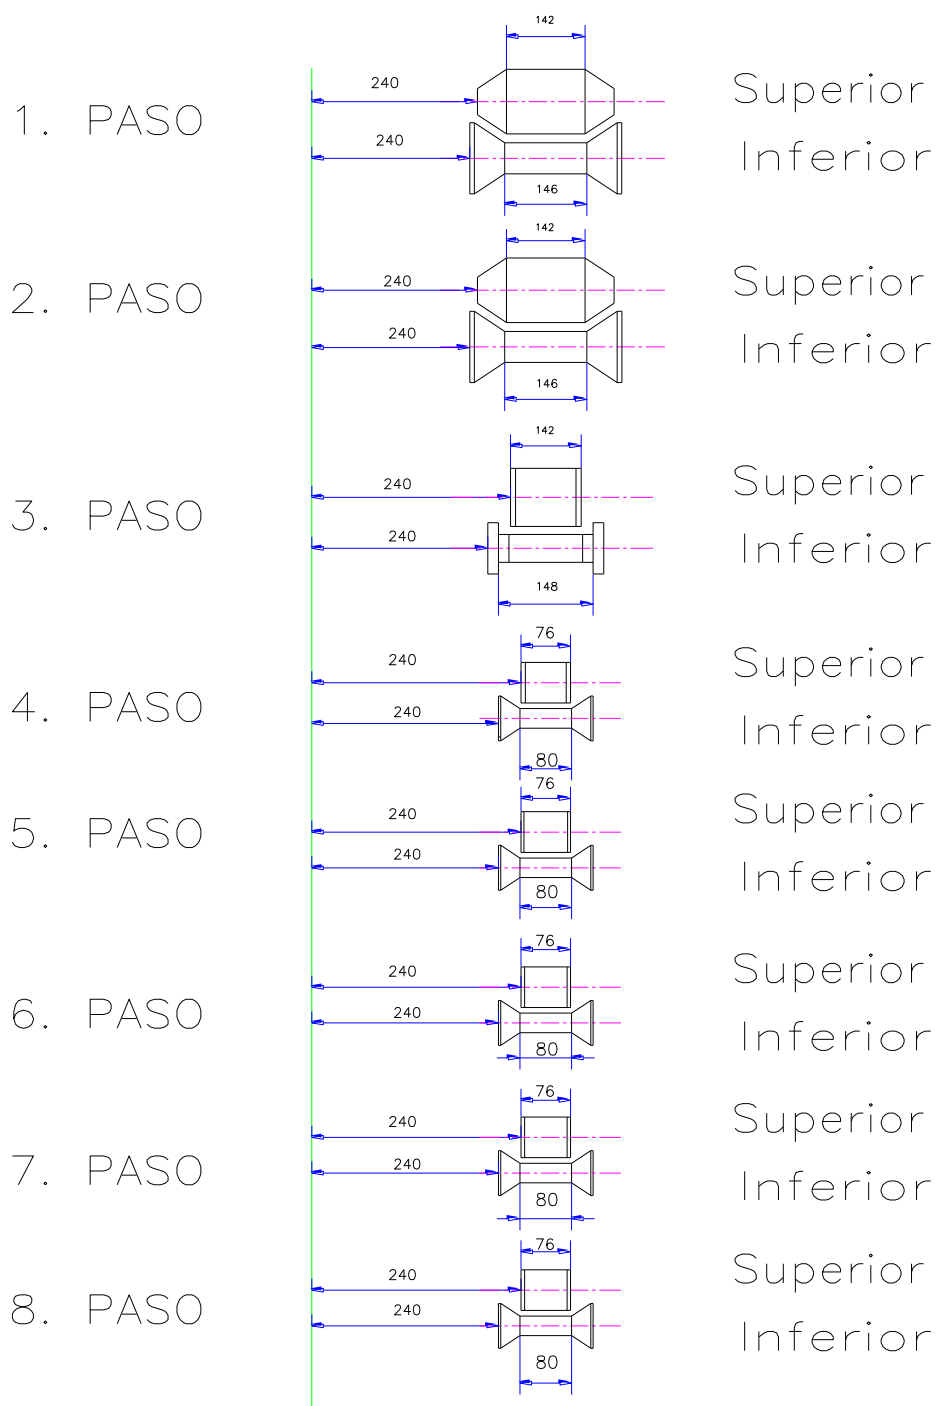 142
240
Superior
1. PASO
240
Inferior
146
142
240
Superior
2. PASO
240
Inferior
146
142
240
Superior
3. PASO
240
Inferior
148
76
240
Superior
4. PASO
240
Inferior
80
76
240
Superior
5. PASO
240
Inferior
80
76
240
Superior
6. PASO
240
Inferior
80
76
240
Superior
7. PASO
240
Inferior
80
76
240
Superior
8. PASO
240
Inferior
80